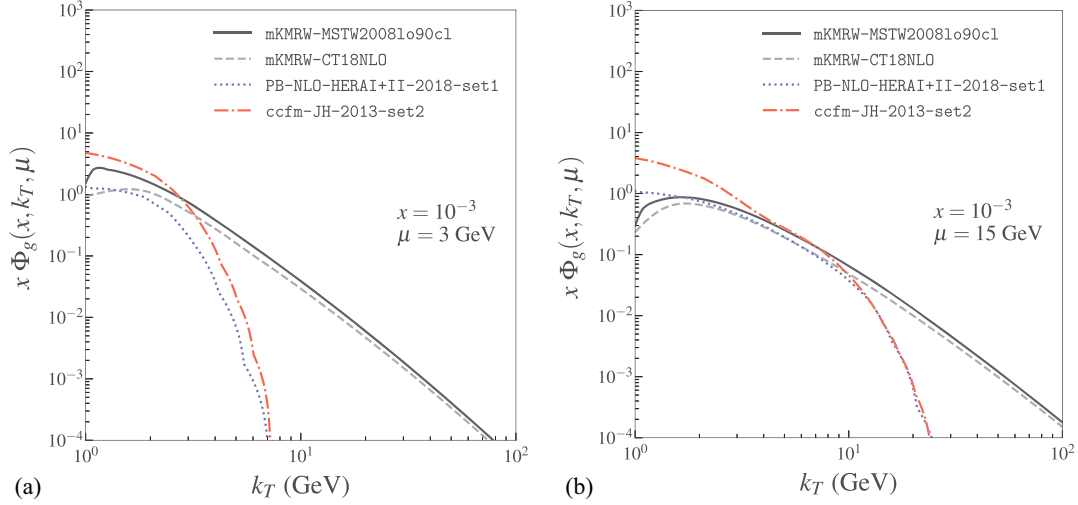 10^3
10^2
10^1
10^0
10^{-1}
10^{-2}
10^{-3}
10^{-4}
x Φ_g(x, k_T, μ)
mKMRW-MSTW2008lo90cl
mKMRW-CT18NLO
PB-NLO-HERAI+II-2018-set1
ccfm-JH-2013-set2
x = 10^{-3}
μ = 3 GeV
10^0 10^1 10^2
k_T (GeV)
(a)
10^3
10^2
10^1
10^0
10^{-1}
10^{-2}
10^{-3}
10^{-4}
x Φ_g(x, k_T, μ)
mKMRW-MSTW2008lo90cl
mKMRW-CT18NLO
PB-NLO-HERAI+II-2018-set1
ccfm-JH-2013-set2
x = 10^{-3}
μ = 15 GeV
10^0 10^1 10^2
k_T (GeV)
(b)